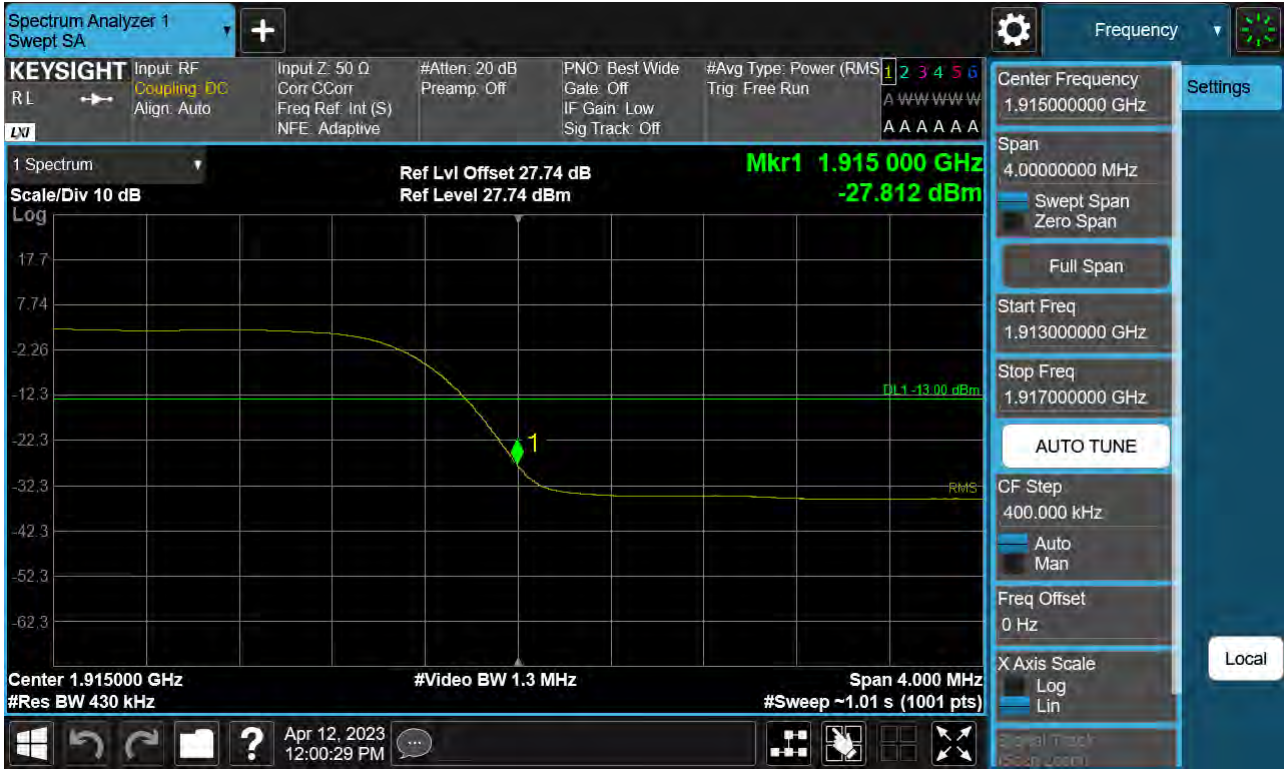 Spectrum Analyzer 1
Swept SA
+
Frequency
KEYSIGHT
R L
LXI
Input: RF
Coupling: DC
Align: Auto
Input Z: 50 Ω
Corr CCorr
Freq Ref: Int (S)
NFE: Adaptive
#Atten: 20 dB
Preamp: Off
PNO: Best Wide
Gate: Off
IF Gain: Low
Sig Track: Off
#Avg Type: Power (RMS
Trig: Free Run
1 2 3 4 5 6
A W W W W W
A A A A A A
1 Spectrum
Scale/Div 10 dB
Log
Ref Lvl Offset 27.74 dB
Ref Level 27.74 dBm
Mkr1 1.915 000 GHz
-27.812 dBm
17.7
7.74
-2.26
-12.3
-22.3
-32.3
-42.3
-52.3
-62.3
DL1 -13.00 dBm
1
RMS
Center 1.915000 GHz
#Res BW 430 kHz
#Video BW 1.3 MHz
Span 4.000 MHz
#Sweep ~1.01 s (1001 pts)
Center Frequency
1.915000000 GHz
Settings
Span
4.00000000 MHz
Swept Span
Zero Span
Full Span
Start Freq
1.913000000 GHz
Stop Freq
1.917000000 GHz
AUTO TUNE
CF Step
400.000 kHz
Auto
Man
Freq Offset
0 Hz
X Axis Scale
Log
Lin
Signal Track
(Span Zoom)
Local
?
Apr 12, 2023
12:00:29 PM